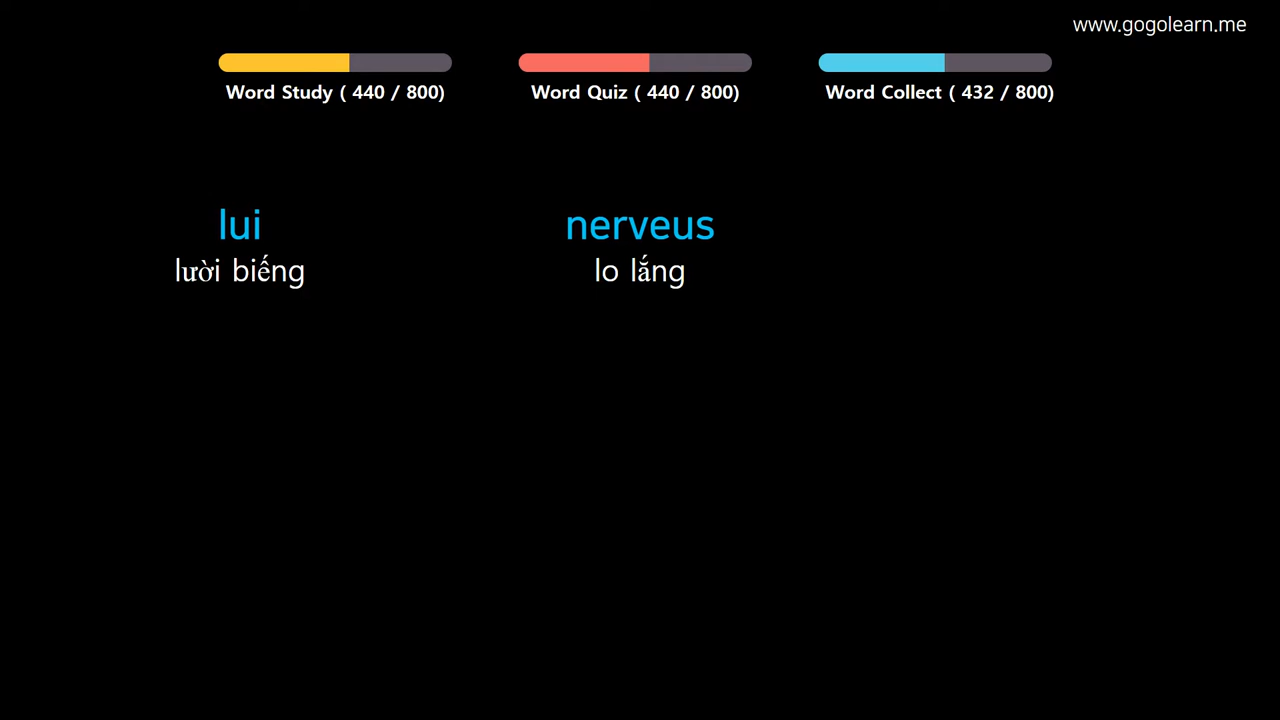 www.gogolearn.me
Word Study ( 440 / 800)
Word Quiz ( 440 / 800)
Word Collect ( 432 / 800)
lui
lười biếng
nerveus
lo lắng